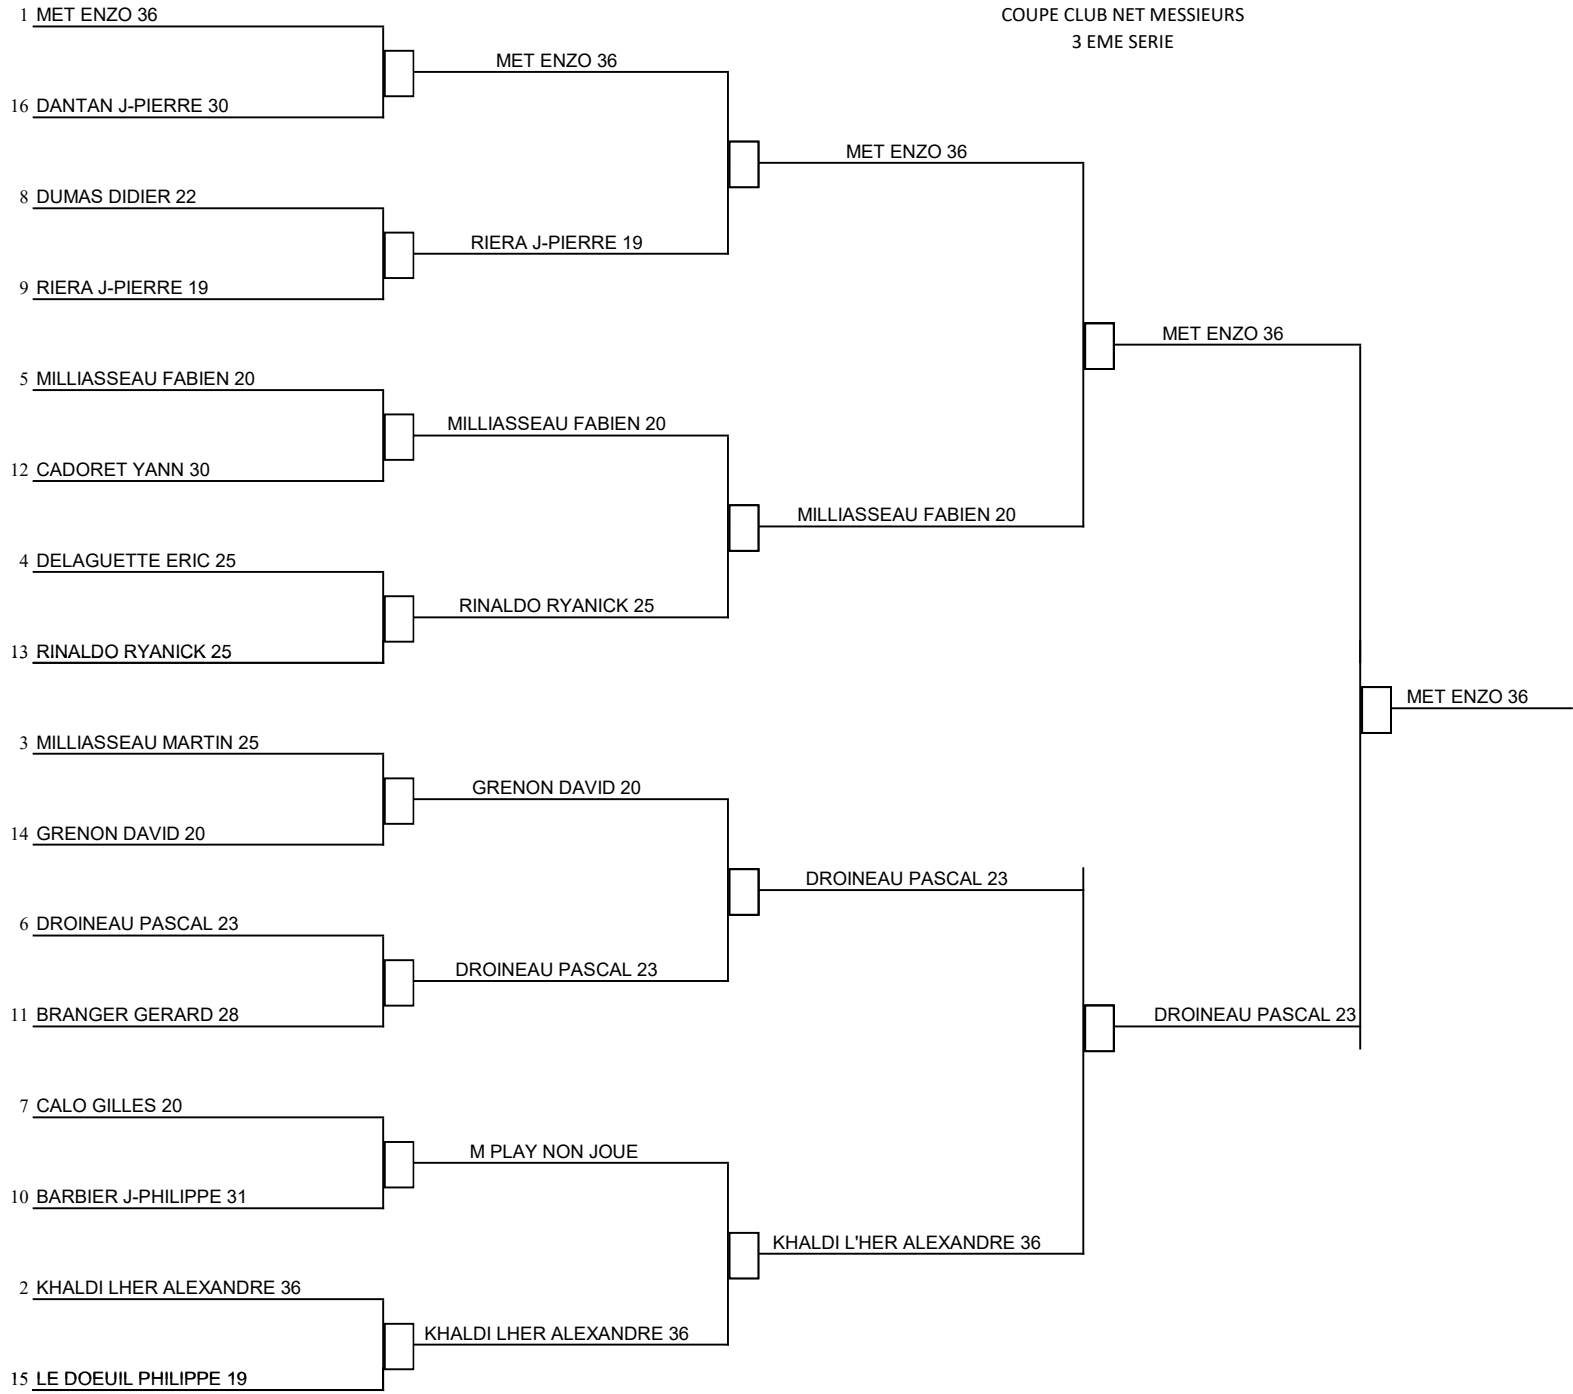 COUPE CLUB NET MESSIEURS
3 EME SERIE
1 MET ENZO 36
16 DANTAN J-PIERRE 30
8 DUMAS DIDIER 22
9 RIERA J-PIERRE 19
5 MILLIASSEAU FABIEN 20
12 CADORET YANN 30
4 DELAGUETTE ERIC 25
13 RINALDO RYANICK 25
3 MILLIASSEAU MARTIN 25
14 GRENON DAVID 20
6 DROINEAU PASCAL 23
11 BRANGER GERARD 28
7 CALO GILLES 20
10 BARBIER J-PHILIPPE 31
2 KHALDI LHER ALEXANDRE 36
15 LE DOEUIL PHILIPPE 19
MET ENZO 36
RIERA J-PIERRE 19
MILLIASSEAU FABIEN 20
RINALDO RYANICK 25
GRENON DAVID 20
DROINEAU PASCAL 23
M PLAY NON JOUE
KHALDI LHER ALEXANDRE 36
MET ENZO 36
MILLIASSEAU FABIEN 20
DROINEAU PASCAL 23
KHALDI L'HER ALEXANDRE 36
MET ENZO 36
DROINEAU PASCAL 23
MET ENZO 36